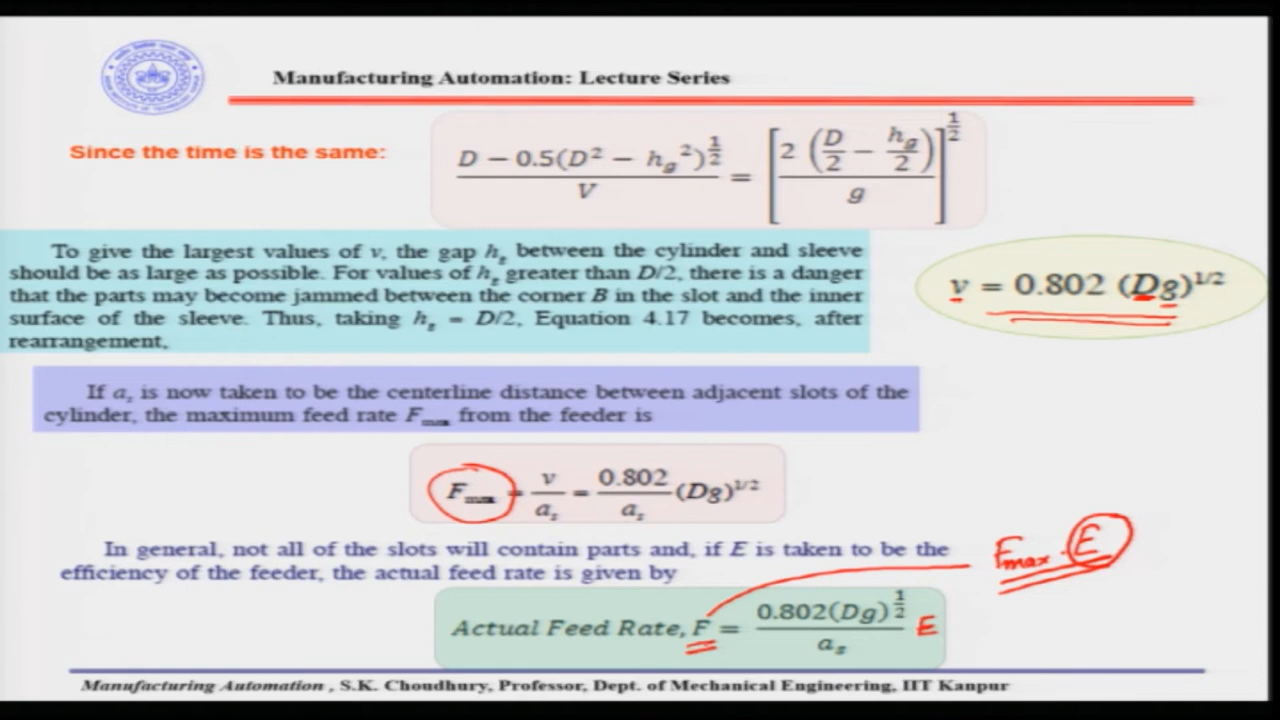 Manufacturing Automation: Lecture Series
Since the time is the same:
D − 0.5(D² − h_g²)^{1/2} / V = [2 (D/2 − h_g/2) / g]^{1/2}
To give the largest values of v, the gap h_g between the cylinder and sleeve
should be as large as possible. For values of h_g greater than D/2, there is a danger
that the parts may become jammed between the corner B in the slot and the inner
surface of the sleeve. Thus, taking h_g = D/2, Equation 4.17 becomes, after
rearrangement,
v = 0.802 (Dg)^{1/2}
If a_s is now taken to be the centerline distance between adjacent slots of the
cylinder, the maximum feed rate F_max from the feeder is
F_max = v / a_s = 0.802 / a_s (Dg)^{1/2}
In general, not all of the slots will contain parts and, if E is taken to be the
efficiency of the feeder, the actual feed rate is given by
F_max . E
Actual Feed Rate, F = 0.802(Dg)^{1/2} / a_s E
Manufacturing Automation , S.K. Choudhury, Professor, Dept. of Mechanical Engineering, IIT Kanpur